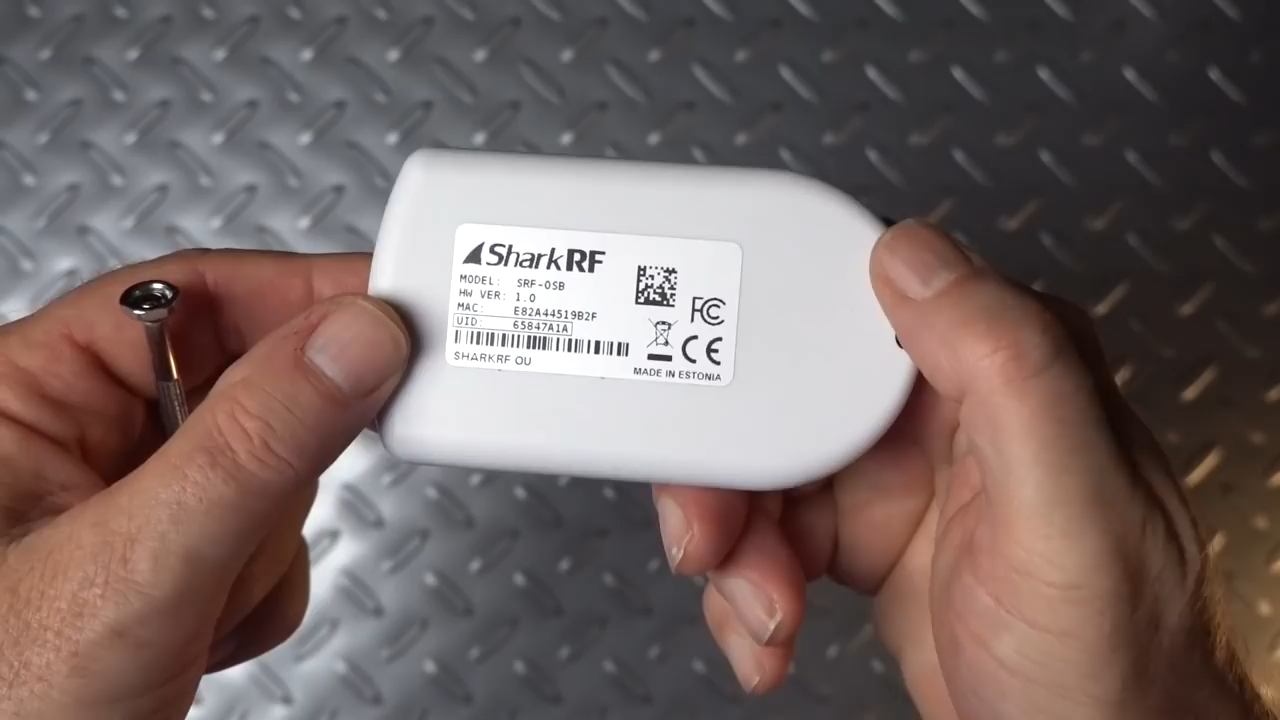 SharkRF
MODEL: SRF-OSB
HW VER: 1.0
MAC: E82A44519B2F
UID: 65847A1A
SHARKRF OU
FC
CE
MADE IN ESTONIA